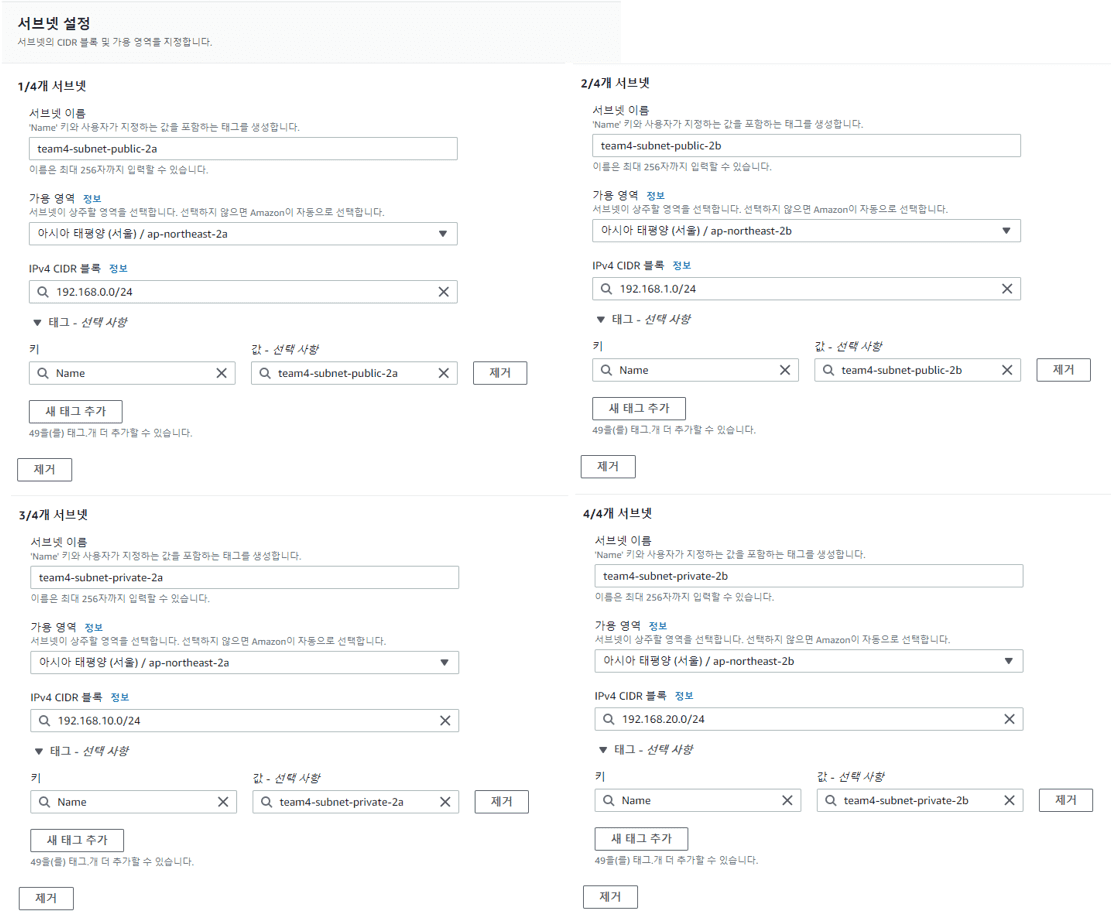 서브넷 설정
서브넷의 CIDR 블록 및 가용 영역을 지정합니다.
1/4개 서브넷
서브넷 이름
'Name' 키와 사용자가 지정하는 값을 포함하는 태그를 생성합니다.
team4-subnet-public-2a
이름은 최대 256자까지 입력할 수 있습니다.
가용 영역 정보
서브넷이 상주할 영역을 선택합니다. 선택하지 않으면 Amazon이 자동으로 선택합니다.
아시아 태평양 (서울) / ap-northeast-2a
IPv4 CIDR 블록 정보
192.168.0.0/24
태그 - 선택 사항
키
값 - 선택 사항
Name
team4-subnet-public-2a
제거
새 태그 추가
49을(를) 태그.개 더 추가할 수 있습니다.
제거
2/4개 서브넷
서브넷 이름
'Name' 키와 사용자가 지정하는 값을 포함하는 태그를 생성합니다.
team4-subnet-public-2b
이름은 최대 256자까지 입력할 수 있습니다.
가용 영역 정보
서브넷이 상주할 영역을 선택합니다. 선택하지 않으면 Amazon이 자동으로 선택합니다.
아시아 태평양 (서울) / ap-northeast-2b
IPv4 CIDR 블록 정보
192.168.1.0/24
태그 - 선택 사항
키
값 - 선택 사항
Name
team4-subnet-public-2b
제거
새 태그 추가
49을(를) 태그.개 더 추가할 수 있습니다.
제거
3/4개 서브넷
서브넷 이름
'Name' 키와 사용자가 지정하는 값을 포함하는 태그를 생성합니다.
team4-subnet-private-2a
이름은 최대 256자까지 입력할 수 있습니다.
가용 영역 정보
서브넷이 상주할 영역을 선택합니다. 선택하지 않으면 Amazon이 자동으로 선택합니다.
아시아 태평양 (서울) / ap-northeast-2a
IPv4 CIDR 블록 정보
192.168.10.0/24
태그 - 선택 사항
키
값 - 선택 사항
Name
team4-subnet-private-2a
제거
새 태그 추가
49을(를) 태그.개 더 추가할 수 있습니다.
제거
4/4개 서브넷
서브넷 이름
'Name' 키와 사용자가 지정하는 값을 포함하는 태그를 생성합니다.
team4-subnet-private-2b
이름은 최대 256자까지 입력할 수 있습니다.
가용 영역 정보
서브넷이 상주할 영역을 선택합니다. 선택하지 않으면 Amazon이 자동으로 선택합니다.
아시아 태평양 (서울) / ap-northeast-2b
IPv4 CIDR 블록 정보
192.168.20.0/24
태그 - 선택 사항
키
값 - 선택 사항
Name
team4-subnet-private-2b
제거
새 태그 추가
49을(를) 태그.개 더 추가할 수 있습니다.
제거